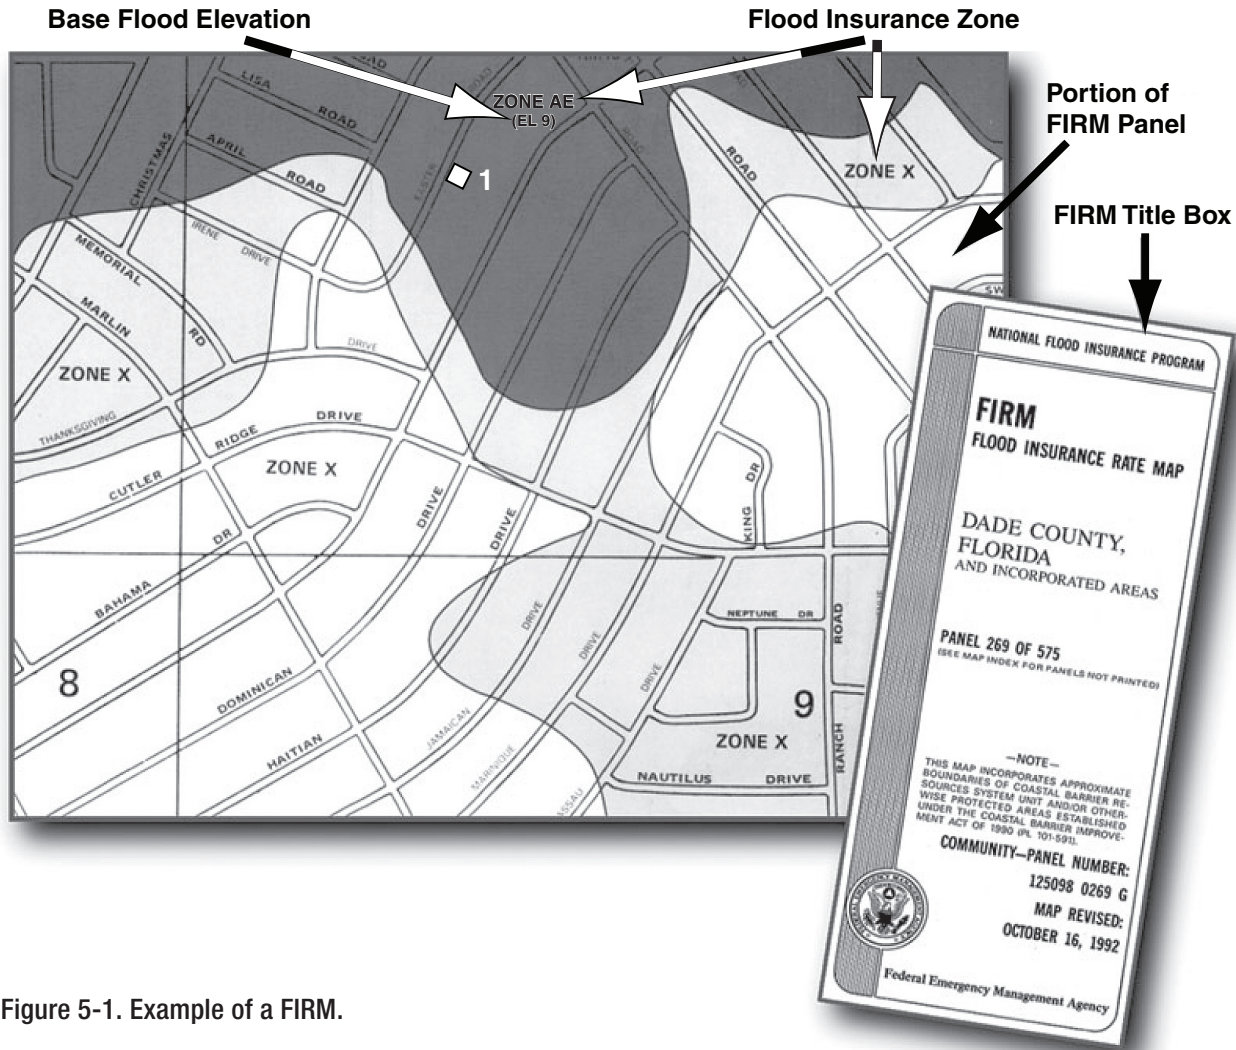 Base Flood Elevation
Flood Insurance Zone
Portion of
FIRM Panel
FIRM Title Box
ROAD
LISA
ROAD
ROAD
ZONE AE
(EL 9)
CHRISTMAS
APRIL
ROAD
EASTER
1
ROAD
ROAD
ZONE X
IRENE
DRIVE
MEMORIAL
RD
MARLIN
DRIVE
ZONE X
THANKSGIVING
CUTLER
RIDGE
DRIVE
ZONE X
DR
BAHAMA
DRIVE
DRIVE
KING DR
8
DOMINICAN
HAITIAN
JAMAICAN
DRIVE
DRIVE
DRIVE
MARINIQUE
ASSAU
NEPTUNE DR
ROAD
9
ZONE X
RANCH
NAUTILUS DRIVE
SW
NATIONAL FLOOD INSURANCE PROGRAM
FIRM
FLOOD INSURANCE RATE MAP
DADE COUNTY,
FLORIDA
AND INCORPORATED AREAS
PANEL 269 OF 575
(SEE MAP INDEX FOR PANELS NOT PRINTED)
—NOTE—
THIS MAP INCORPORATES APPROXIMATE
BOUNDARIES OF COASTAL BARRIER RE-
SOURCES SYSTEM UNIT AND/OR OTHER-
WISE PROTECTED AREAS ESTABLISHED
UNDER THE COASTAL BARRIER IMPROVE-
MENT ACT OF 1990 (PL 101-591).
COMMUNITY—PANEL NUMBER:
125098 0269 G
MAP REVISED:
OCTOBER 16, 1992
Federal Emergency Management Agency
Figure 5-1. Example of a FIRM.